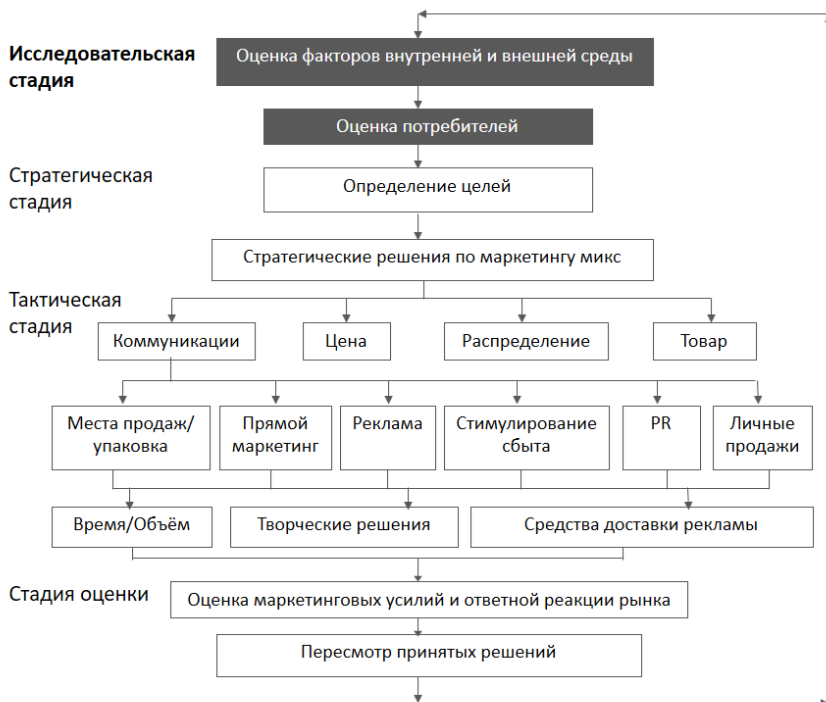 Исследовательская
стадия
Оценка факторов внутренней и внешней среды
Оценка потребителей
Стратегическая
стадия
Определение целей
Стратегические решения по маркетингу микс
Тактическая
стадия
Коммуникации
Цена
Распределение
Товар
Места продаж/
упаковка
Прямой
маркетинг
Реклама
Стимулирование
сбыта
PR
Личные
продажи
Время/Объём
Творческие решения
Средства доставки рекламы
Стадия оценки
Оценка маркетинговых усилий и ответной реакции рынка
Пересмотр принятых решений